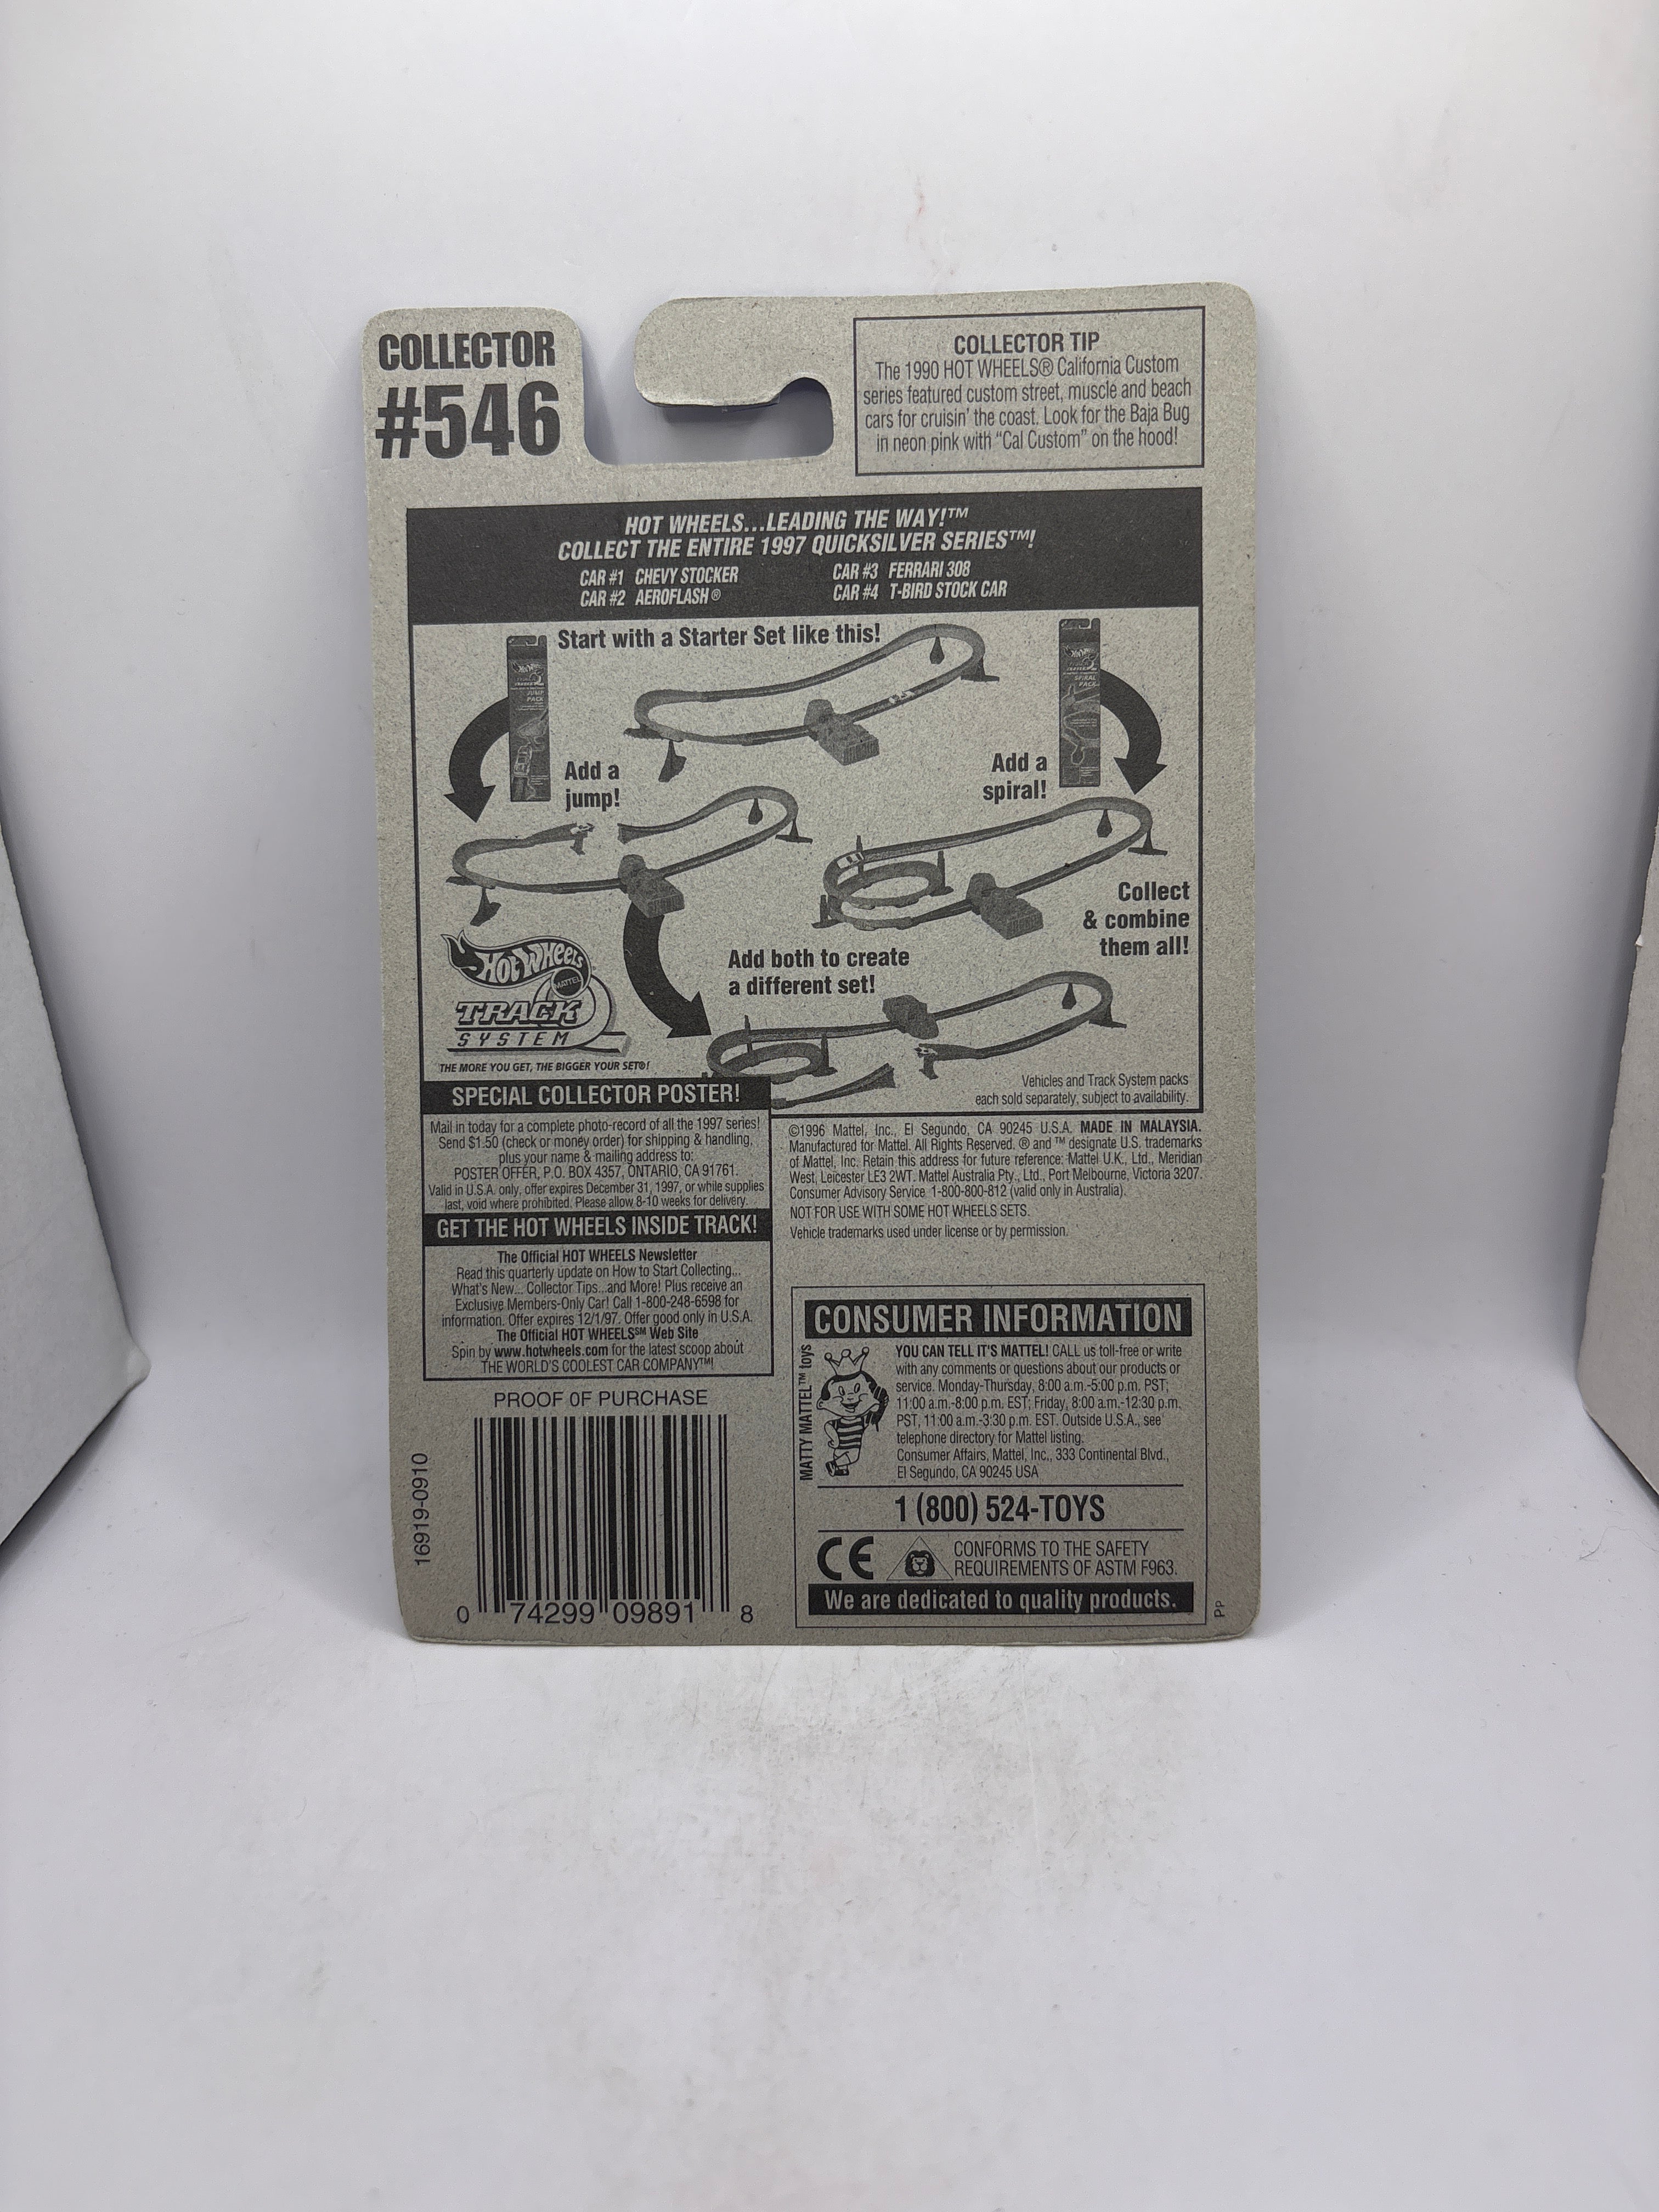 COLLECTOR
#546
COLLECTOR TIP
The 1990 HOT WHEELS® California Custom
series featured custom street, muscle and beach
cars for cruisin' the coast. Look for the Baja Bug
in neon pink with "Cal Custom" on the hood!
HOT WHEELS...LEADING THE WAY!™
COLLECT THE ENTIRE 1997 QUICKSILVER SERIES™!
CAR #1 CHEVY STOCKER
CAR #2 AEROFLASH®
CAR #3 FERRARI 308
CAR #4 T-BIRD STOCK CAR
Start with a Starter Set like this!
JUMP
PACK
SPIRAL
PACK
Add a
jump!
Add a
spiral!
Collect
& combine
them all!
Add both to create
a different set!
Hot Wheels
MATTEL
TRACK
SYSTEM
THE MORE YOU GET, THE BIGGER YOUR SET®!
Vehicles and Track System packs
each sold separately, subject to availability.
SPECIAL COLLECTOR POSTER!
Mail in today for a complete photo-record of all the 1997 series!
Send $1.50 (check or money order) for shipping & handling,
plus your name & mailing address to:
POSTER OFFER, P.O. BOX 4357, ONTARIO, CA 91761.
Valid in U.S.A. only, offer expires December 31, 1997, or while supplies
last, void where prohibited. Please allow 8-10 weeks for delivery.
GET THE HOT WHEELS INSIDE TRACK!
The Official HOT WHEELS Newsletter
Read this quarterly update on How to Start Collecting...
What's New... Collector Tips...and More! Plus receive an
Exclusive Members-Only Car! Call 1-800-248-6598 for
information. Offer expires 12/1/97. Offer good only in U.S.A.
The Official HOT WHEELS℠ Web Site
Spin by www.hotwheels.com for the latest scoop about
THE WORLD'S COOLEST CAR COMPANY™!
©1996 Mattel, Inc., El Segundo, CA 90245 U.S.A. MADE IN MALAYSIA.
Manufactured for Mattel. All Rights Reserved. ® and ™ designate U.S. trademarks
of Mattel, Inc. Retain this address for future reference: Mattel U.K., Ltd., Meridian
West, Leicester LE3 2WT. Mattel Australia Pty., Ltd., Port Melbourne, Victoria 3207.
Consumer Advisory Service 1-800-800-812 (valid only in Australia).
NOT FOR USE WITH SOME HOT WHEELS SETS.
Vehicle trademarks used under license or by permission.
PROOF OF PURCHASE
16919-0910
0 74299 09891 8
CONSUMER INFORMATION
MATTY MATTEL™ toys
YOU CAN TELL IT'S MATTEL! CALL us toll-free or write
with any comments or questions about our products or
service. Monday-Thursday, 8:00 a.m.-5:00 p.m. PST;
11:00 a.m.-8:00 p.m. EST; Friday, 8:00 a.m.-12:30 p.m.
PST, 11:00 a.m.-3:30 p.m. EST. Outside U.S.A., see
telephone directory for Mattel listing.
Consumer Affairs, Mattel, Inc., 333 Continental Blvd.,
El Segundo, CA 90245 USA
1 (800) 524-TOYS
CE
CONFORMS TO THE SAFETY
REQUIREMENTS OF ASTM F963.
We are dedicated to quality products.
PP